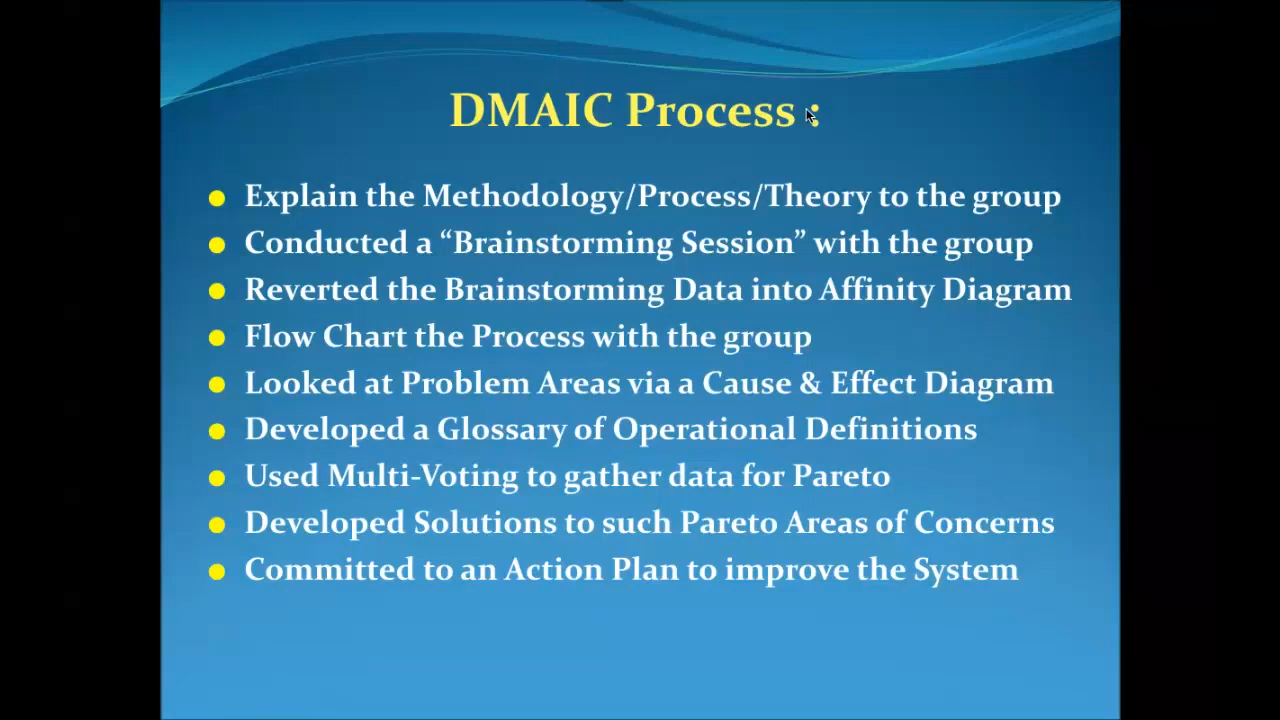 DMAIC Process :
● Explain the Methodology/Process/Theory to the group
● Conducted a “Brainstorming Session” with the group
● Reverted the Brainstorming Data into Affinity Diagram
● Flow Chart the Process with the group
● Looked at Problem Areas via a Cause & Effect Diagram
● Developed a Glossary of Operational Definitions
● Used Multi-Voting to gather data for Pareto
● Developed Solutions to such Pareto Areas of Concerns
● Committed to an Action Plan to improve the System